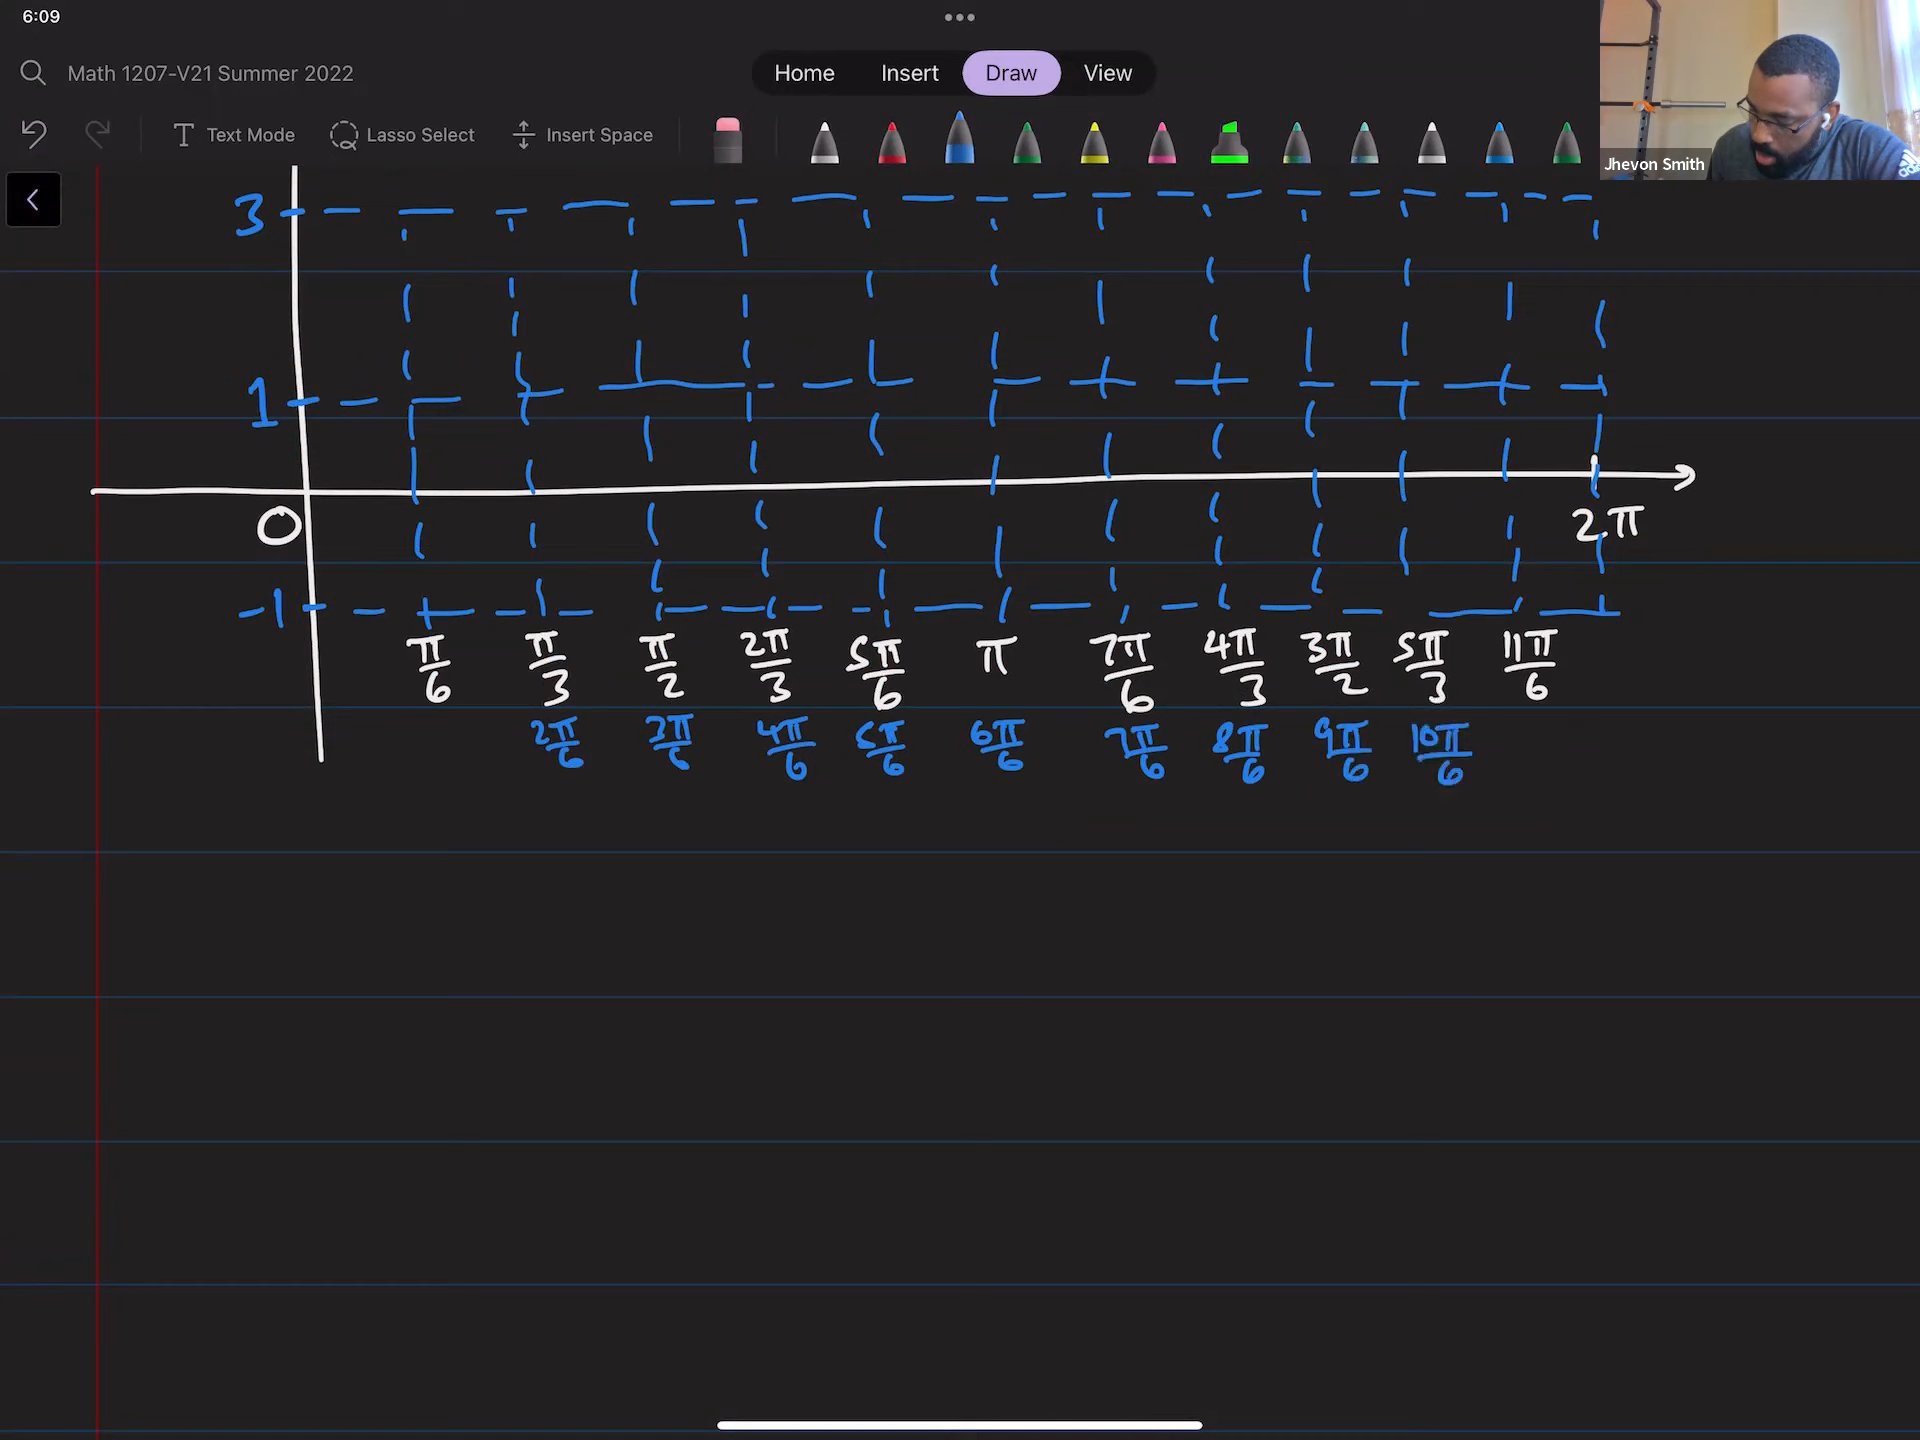 6:09
Math 1207-V21 Summer 2022
Home Insert Draw View
Text Mode Lasso Select Insert Space
Jhevon Smith
3
1
0
2π
-1
π/6 π/3 π/2 2π/3 5π/6 π 7π/6 4π/3 3π/2 5π/3 11π/6
2π/6 3π/6 4π/6 5π/6 6π/6 7π/6 8π/6 9π/6 10π/6